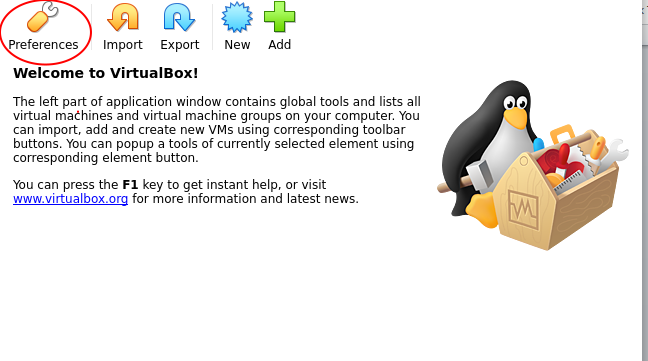 Preferences Import Export New Add
Welcome to VirtualBox!
The left part of application window contains global tools and lists all
virtual machines and virtual machine groups on your computer. You
can import, add and create new VMs using corresponding toolbar
buttons. You can popup a tools of currently selected element using
corresponding element button.
You can press the F1 key to get instant help, or visit
www.virtualbox.org for more information and latest news.